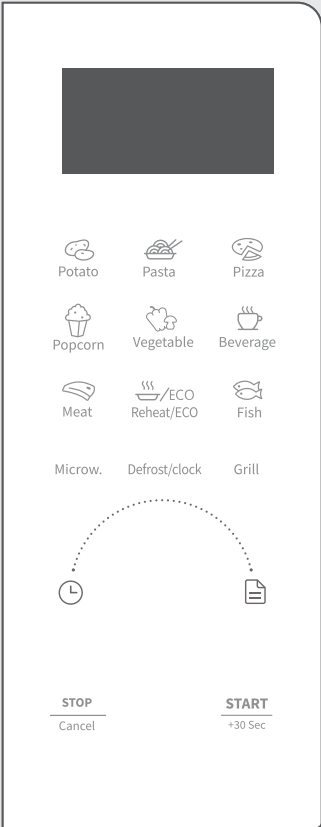 Potato Pasta Pizza
Popcorn Vegetable Beverage
/ECO
Meat Reheat/ECO Fish
Microw. Defrost/clock Grill
STOP START
Cancel +30 Sec